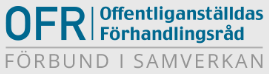 OFR | Offentliganställdas
Förhandlingsråd
FÖRBUND I SAMVERKAN